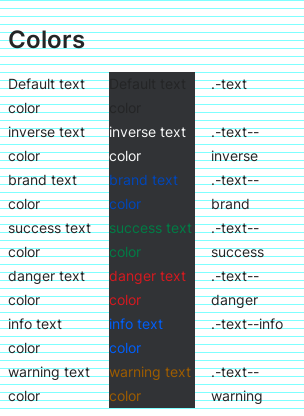 Colors
Default text Default text .-text
color color
inverse text inverse text .-text--
color color inverse
brand text brand text .-text--
color color brand
success text success text .-text--
color color success
danger text danger text .-text--
color color danger
info text info text .-text--info
color color
warning text warning text .-text--
color color warning